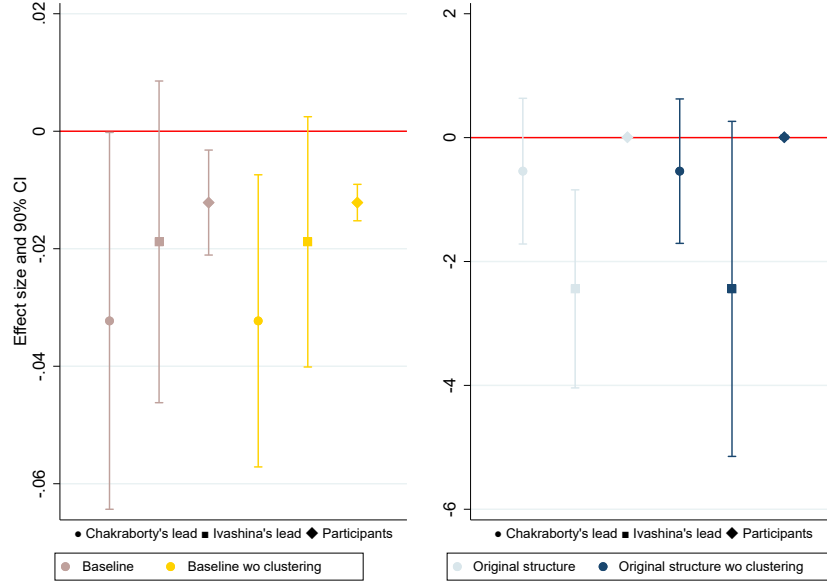 Effect size and 90% CI
.02
0
-.02
-.04
-.06
● Chakraborty's lead ■ Ivashina's lead ◆ Participants
Baseline
Baseline wo clustering
2
0
-2
-4
-6
● Chakraborty's lead ■ Ivashina's lead ◆ Participants
Original structure
Original structure wo clustering